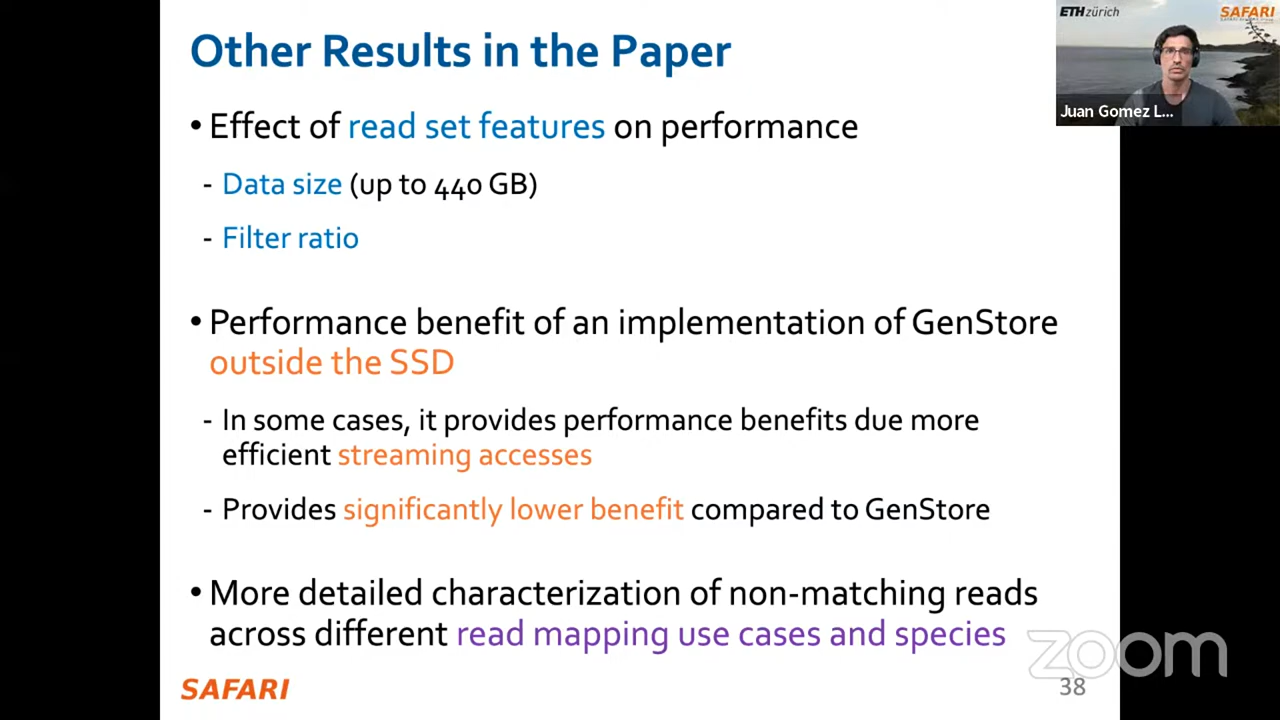 Other Results in the Paper
ETHzürich
SAFARI
Juan Gomez L...
• Effect of read set features on performance
- Data size (up to 440 GB)
- Filter ratio
• Performance benefit of an implementation of GenStore
outside the SSD
- In some cases, it provides performance benefits due more
efficient streaming accesses
- Provides significantly lower benefit compared to GenStore
• More detailed characterization of non-matching reads
across different read mapping use cases and species
zoom
SAFARI
38